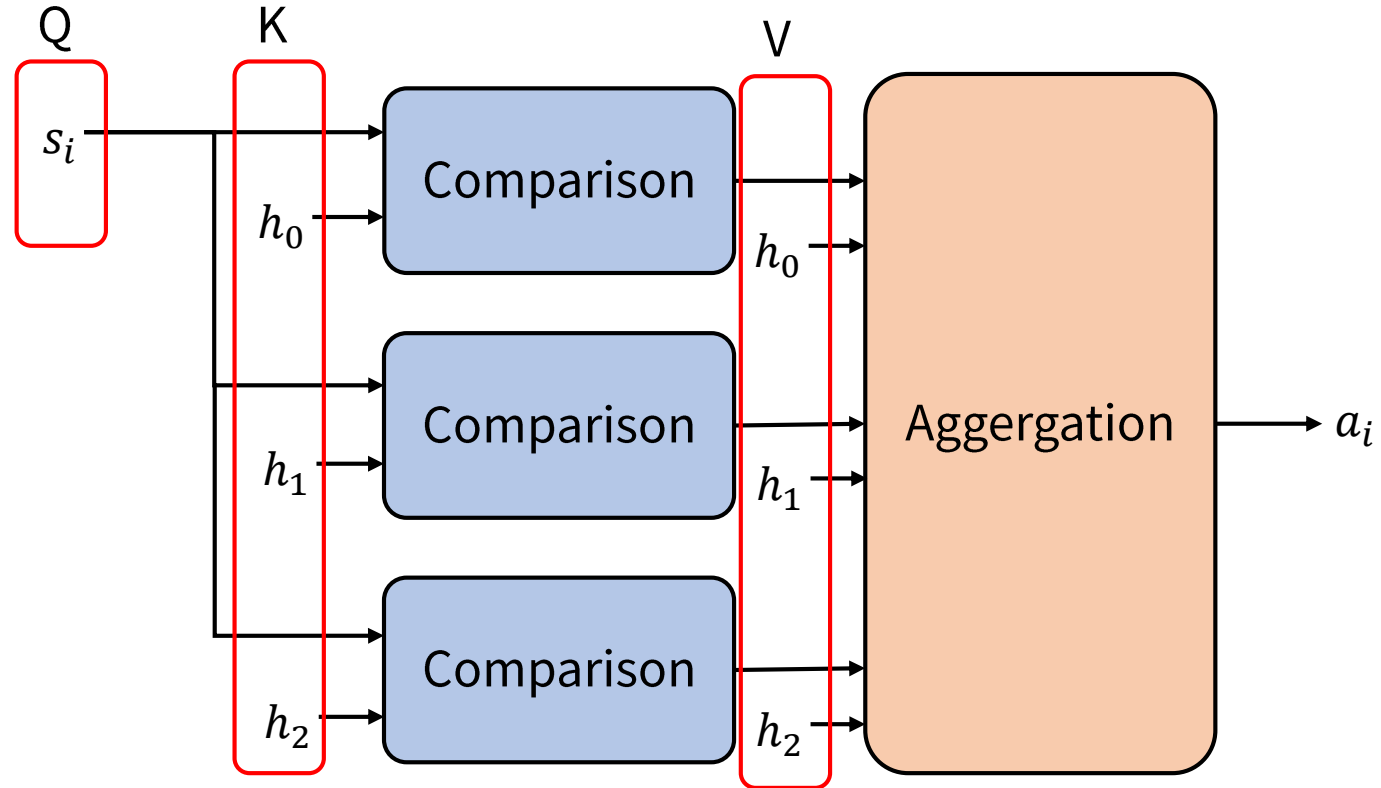 Q
K
V
s_i
Comparison
h_0
h_0
Comparison
Aggergation
a_i
h_1
h_1
Comparison
h_2
h_2